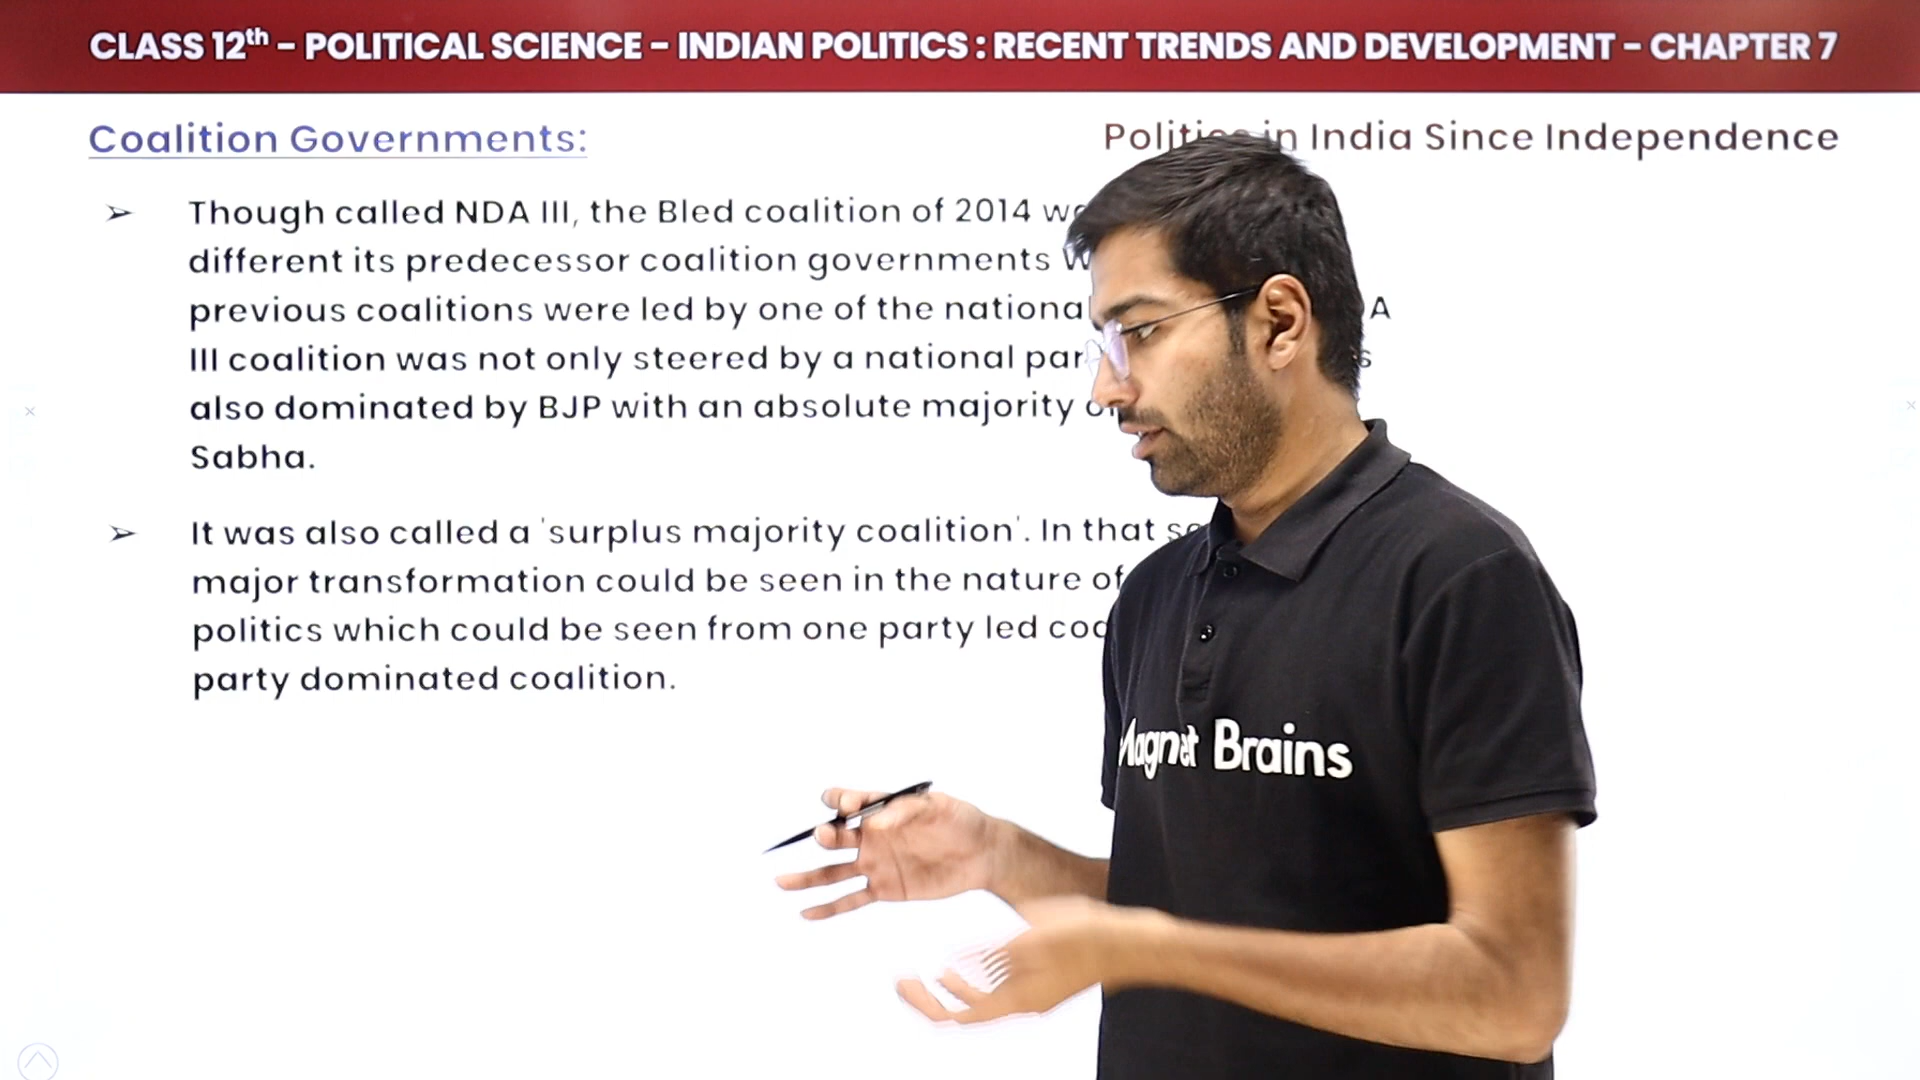 CLASS 12th - POLITICAL SCIENCE - INDIAN POLITICS : RECENT TRENDS AND DEVELOPMENT - CHAPTER 7
Coalition Governments:
in India Since Independence
➢ Though called NDA III, the Bled coalition of 2014
different its predecessor coalition governments
previous coalitions were led by one of the A
III coalition was not only steered by a national
also dominated by BJP with an absolute majority
Sabha.
➢ It was also called a 'surplus majority coalition'. In that
major transformation could be seen in the nature of
politics which could be seen from one party led
party dominated coalition.
Magnet Brains